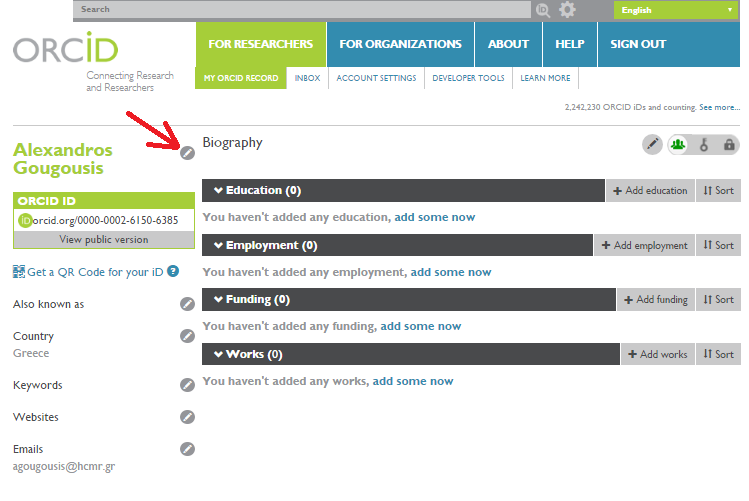 Search
English
ORCiD
Connecting Research
and Researchers
FOR RESEARCHERS
FOR ORGANIZATIONS
ABOUT
HELP
SIGN OUT
MY ORCID RECORD
INBOX
ACCOUNT SETTINGS
DEVELOPER TOOLS
LEARN MORE
2,242,230 ORCID iDs and counting. See more...
Alexandros
Gougousis
ORCID ID
iD orcid.org/0000-0002-6150-6385
View public version
Get a QR Code for your iD ?
Also known as
Country
Greece
Keywords
Websites
Emails
agougousis@hcmr.gr
Biography
Education (0)
+ Add education
Sort
You haven't added any education, add some now
Employment (0)
+ Add employment
Sort
You haven't added any employment, add some now
Funding (0)
+ Add funding
Sort
You haven't added any funding, add some now
Works (0)
+ Add works
Sort
You haven't added any works, add some now